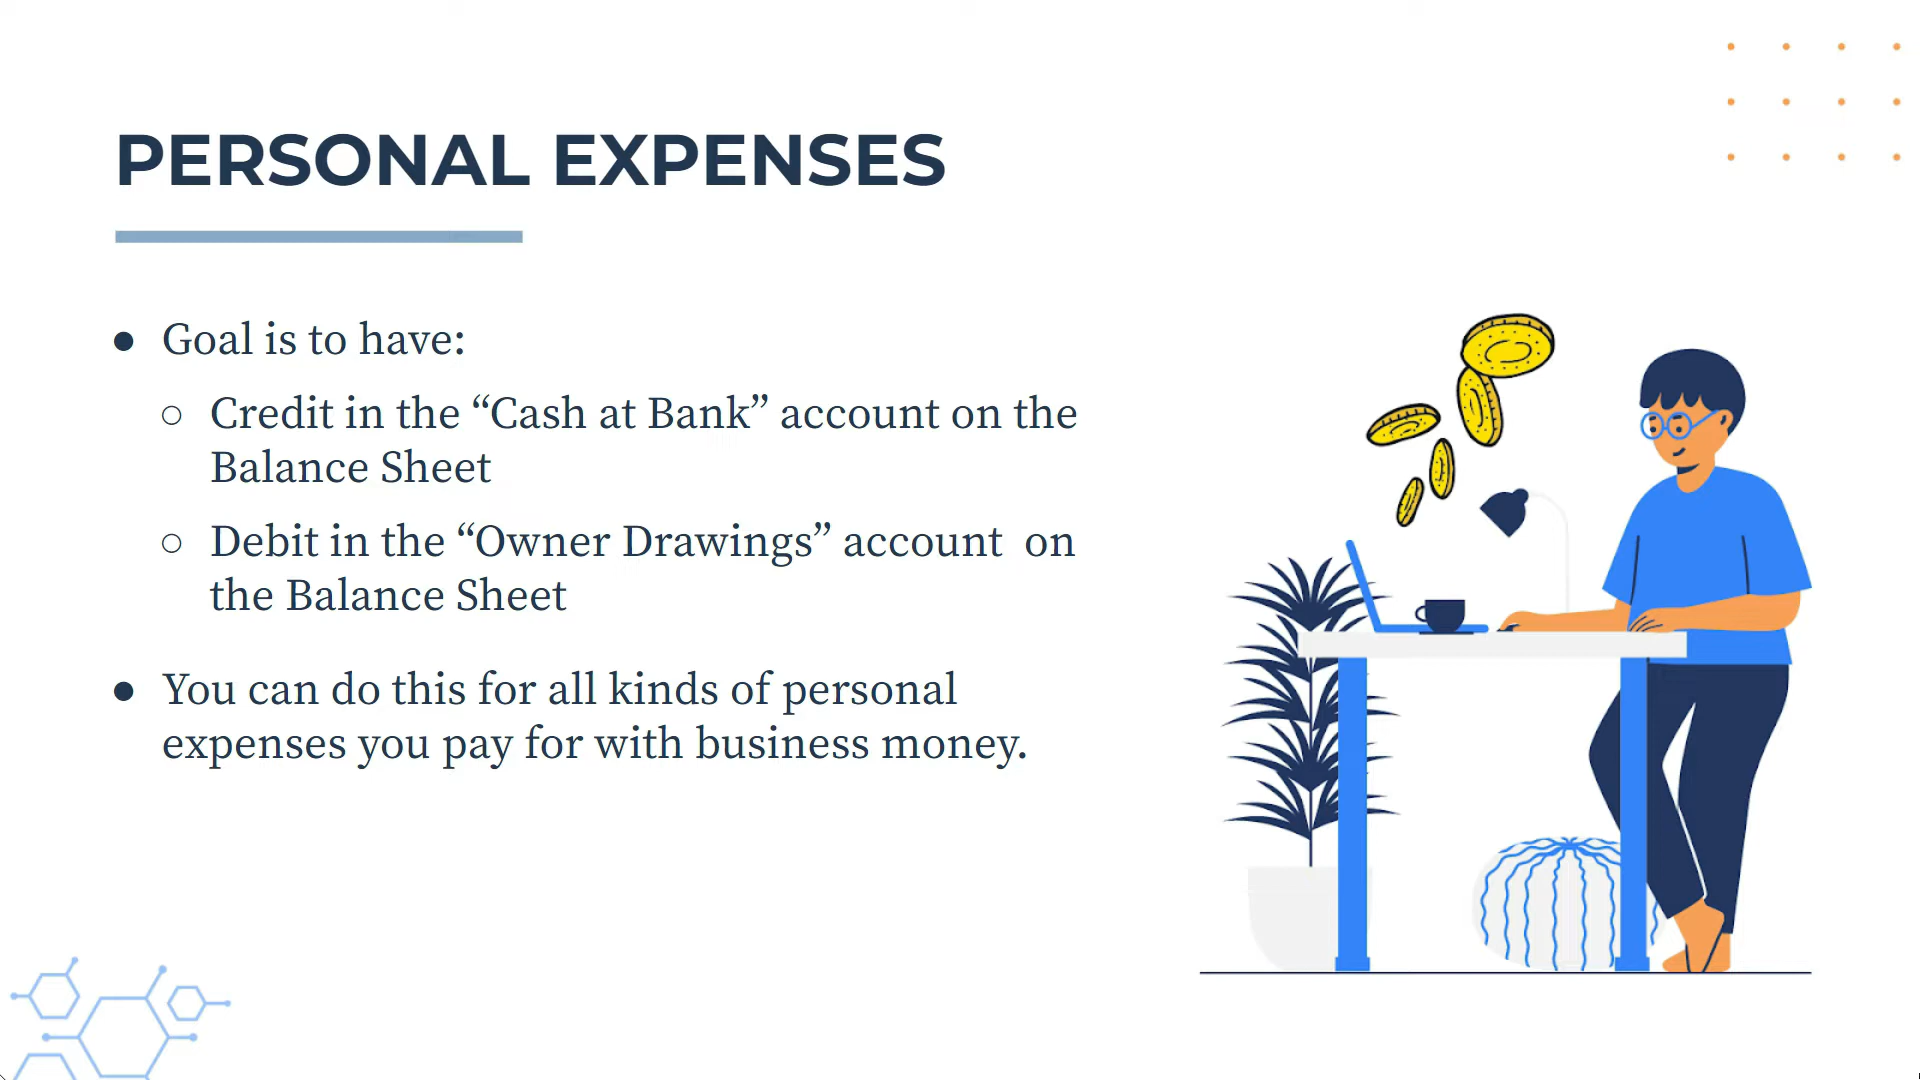 PERSONAL EXPENSES
● Goal is to have:
○ Credit in the “Cash at Bank” account on the
Balance Sheet
○ Debit in the “Owner Drawings” account  on
the Balance Sheet
● You can do this for all kinds of personal
expenses you pay for with business money.